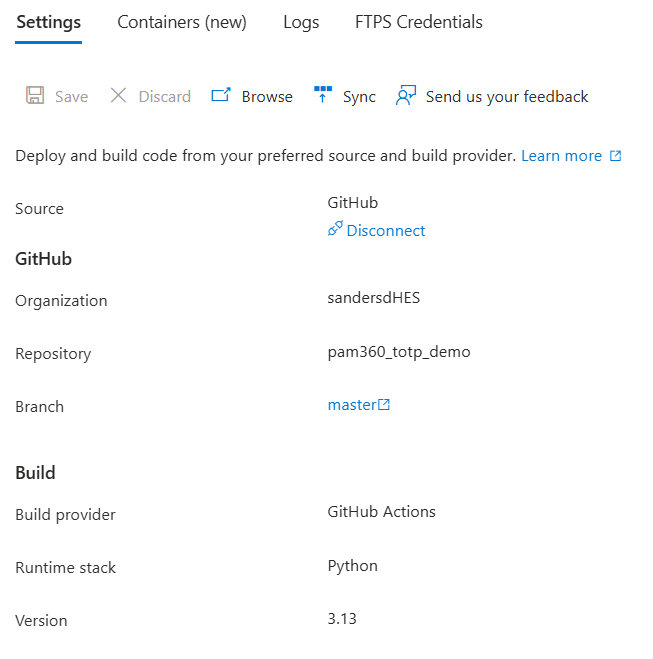 Settings Containers (new) Logs FTPS Credentials
Save Discard Browse Sync Send us your feedback
Deploy and build code from your preferred source and build provider. Learn more
Source GitHub
Disconnect
GitHub
Organization sandersdHES
Repository pam360_totp_demo
Branch master
Build
Build provider GitHub Actions
Runtime stack Python
Version 3.13